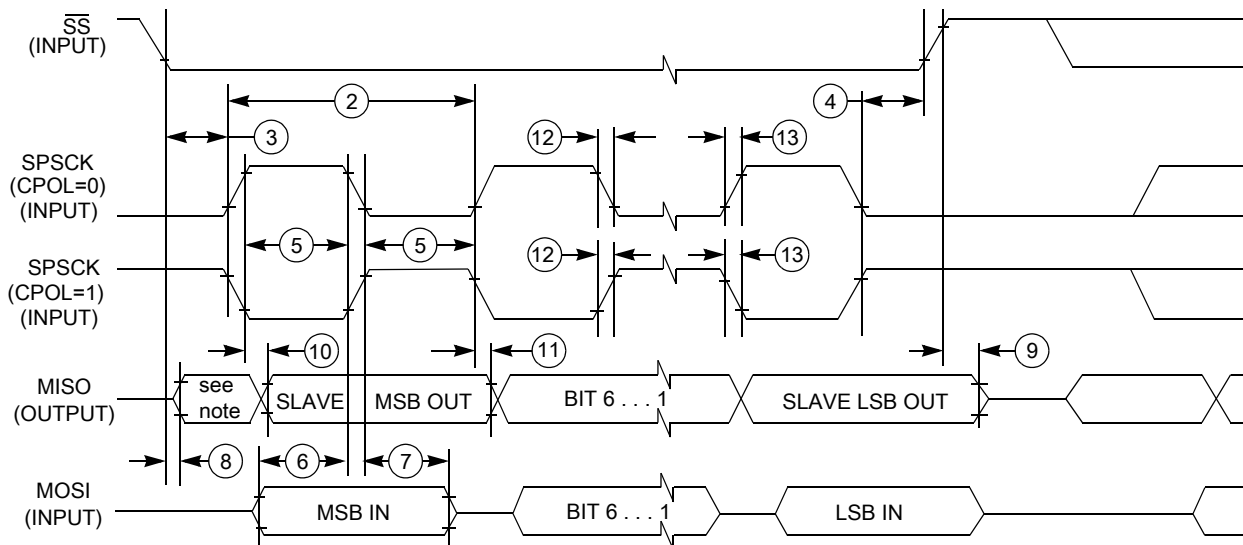 SS
(INPUT)
2
4
3
12
13
SPSCK
(CPOL=0)
(INPUT)
5
5
12
13
SPSCK
(CPOL=1)
(INPUT)
10
11
9
MISO
(OUTPUT)
see
note
SLAVE
MSB OUT
BIT 6 . . . 1
SLAVE LSB OUT
8
6
7
MOSI
(INPUT)
MSB IN
BIT 6 . . . 1
LSB IN